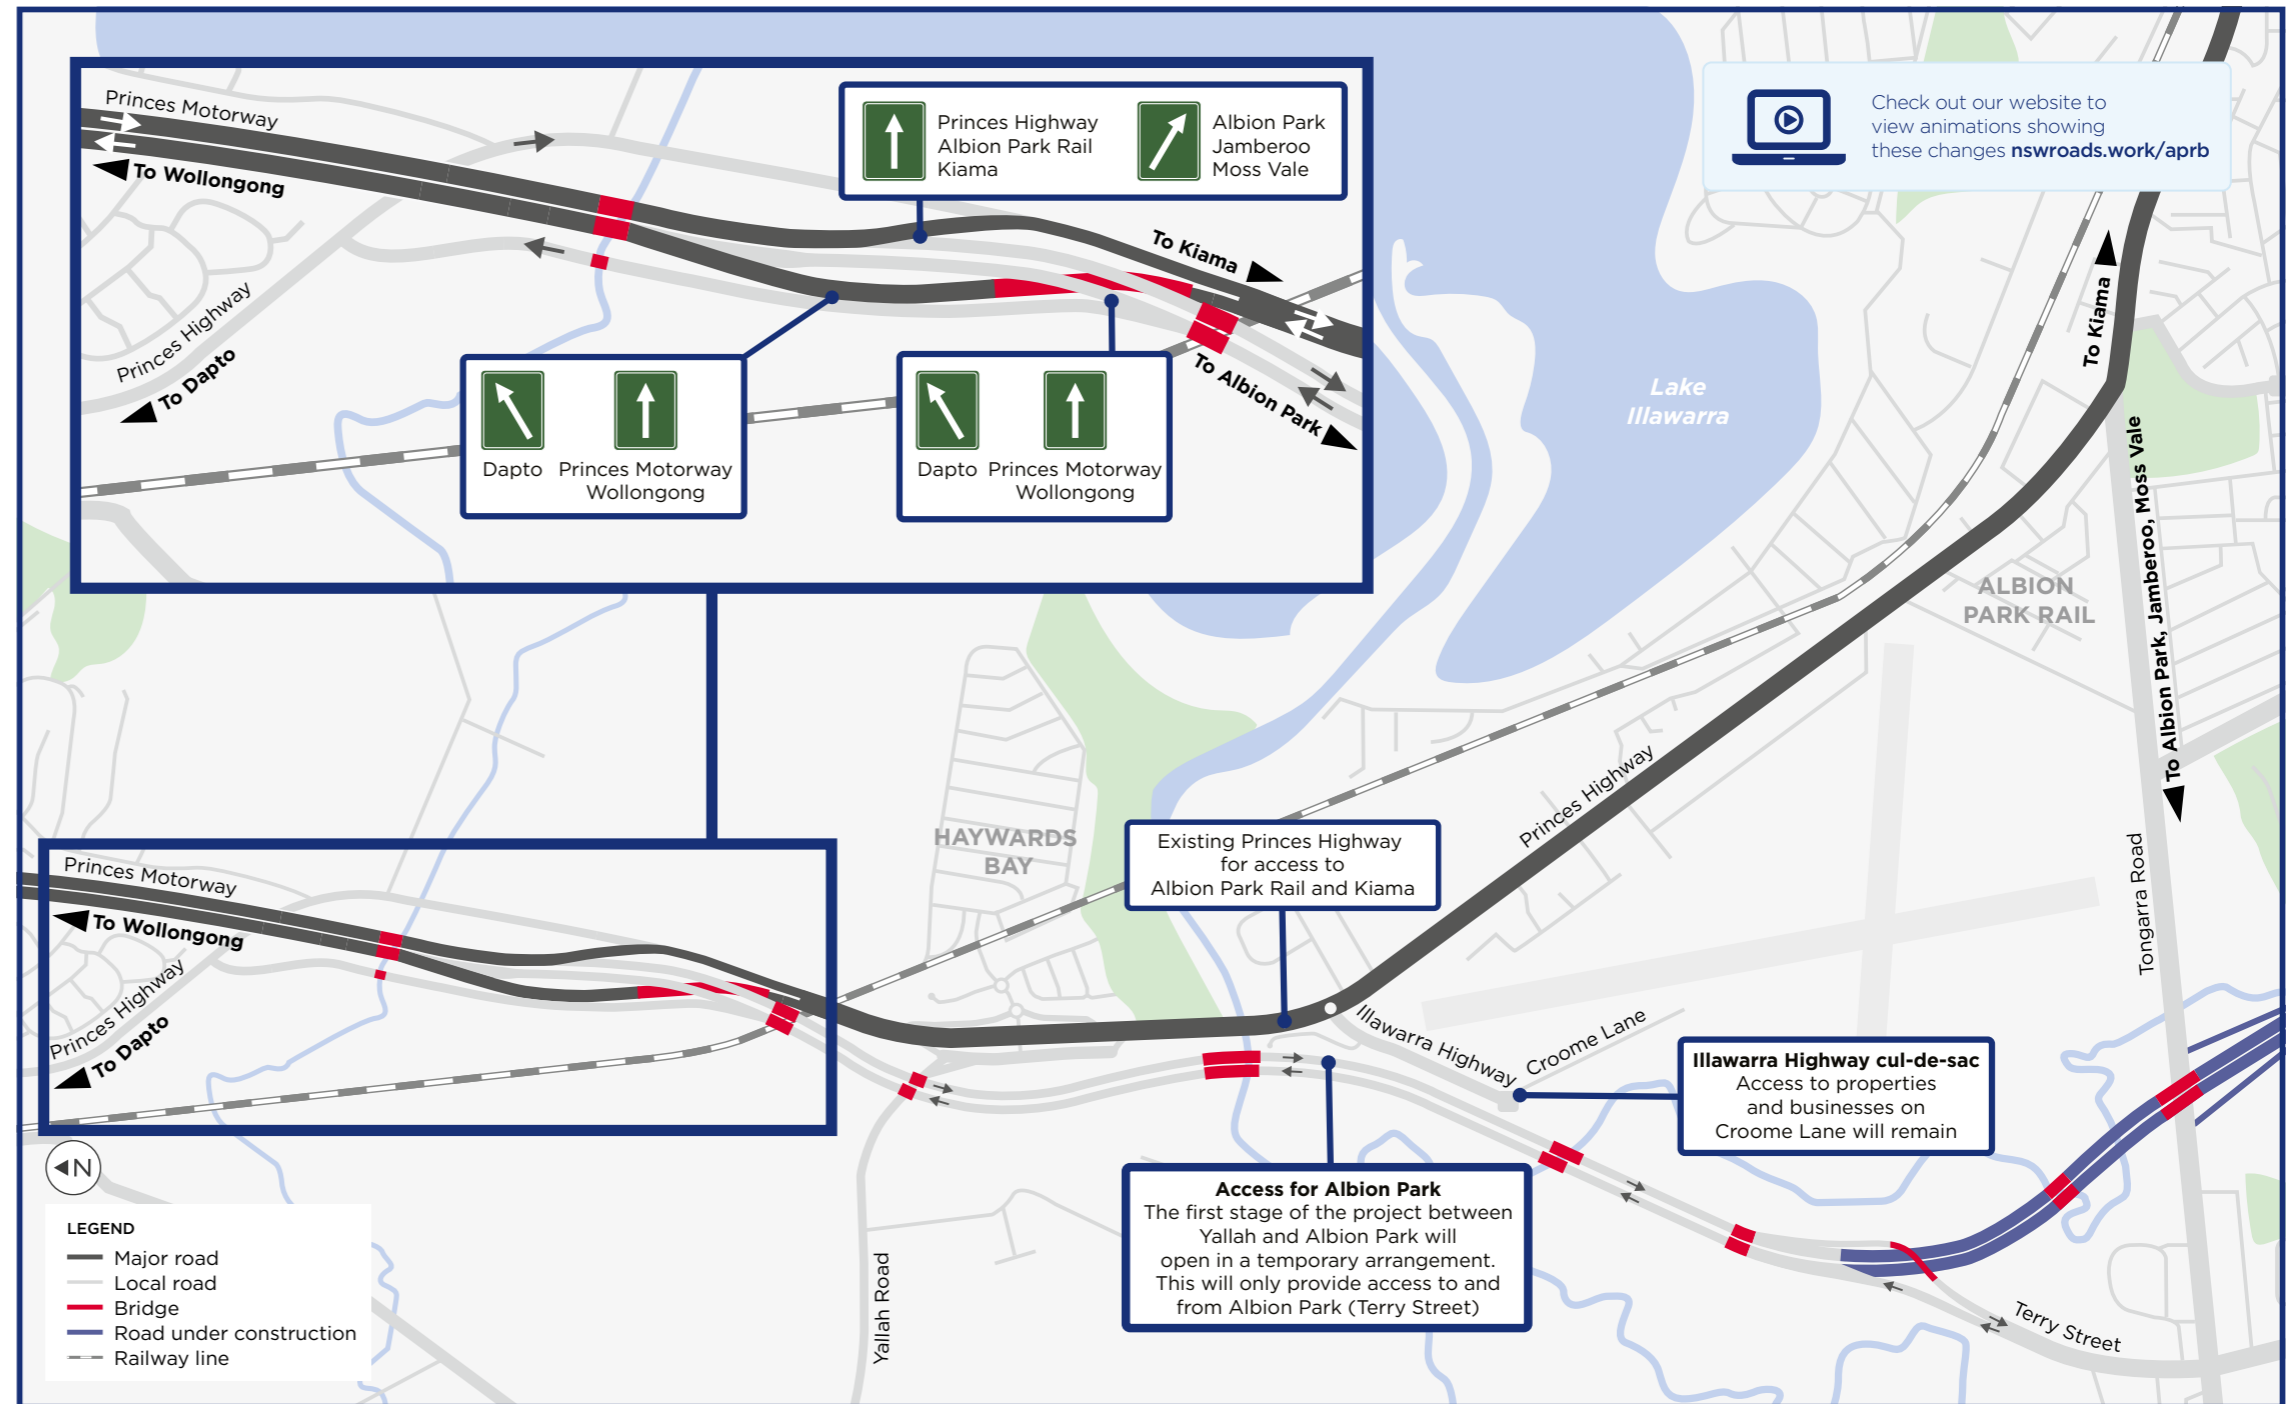 Princes Motorway
To Wollongong
Princes Highway
To Dapto
Princes Highway
Albion Park Rail
Kiama
Albion Park
Jamberoo
Moss Vale
To Kiama
To Albion Park
Dapto
Princes Motorway
Wollongong
Dapto
Princes Motorway
Wollongong
Check out our website to
view animations showing
these changes nswroads.work/aprb
Lake
Illawarra
To Kiama
To Albion Park, Jamberoo, Moss Vale
ALBION
PARK RAIL
Princes Highway
Tongarra Road
HAYWARDS
BAY
Existing Princes Highway
for access to
Albion Park Rail and Kiama
Princes Motorway
To Wollongong
Princes Highway
To Dapto
Illawarra Highway
Croome Lane
Illawarra Highway cul-de-sac
Access to properties
and businesses on
Croome Lane will remain
Access for Albion Park
The first stage of the project between
Yallah and Albion Park will
open in a temporary arrangement.
This will only provide access to and
from Albion Park (Terry Street)
Yallah Road
Terry Street
N
LEGEND
Major road
Local road
Bridge
Road under construction
Railway line